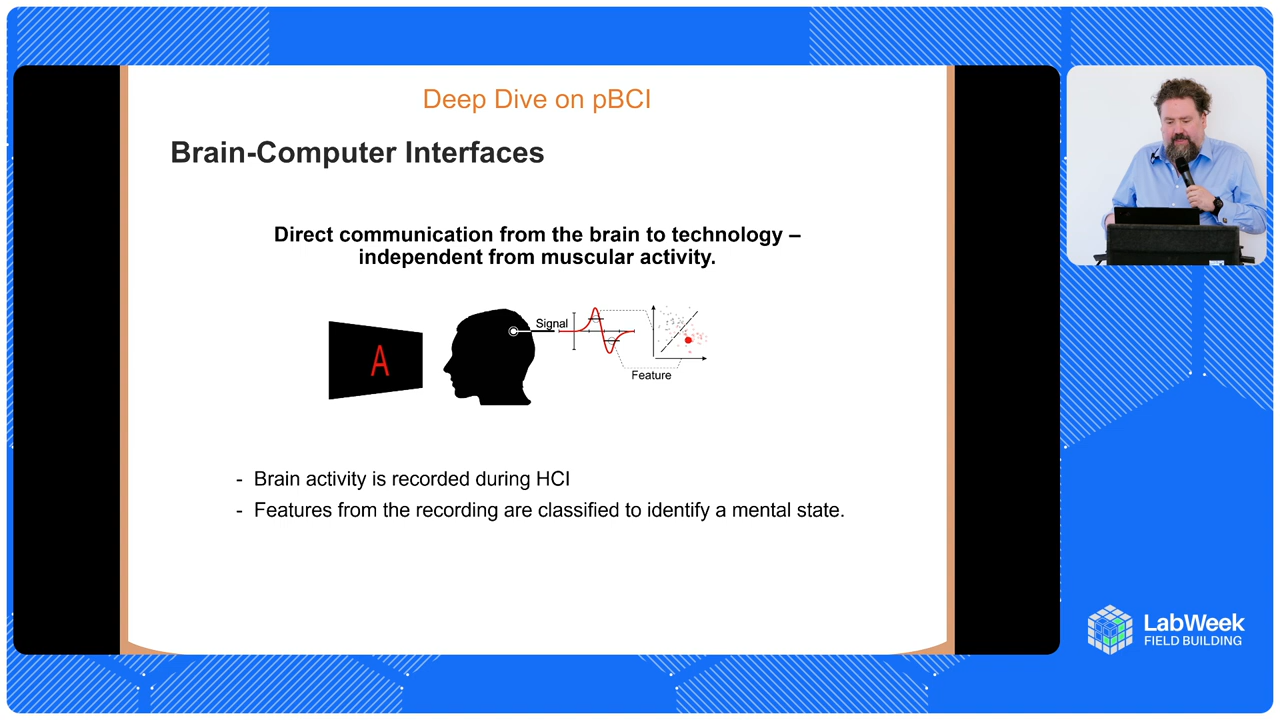 Deep Dive on pBCI
Brain-Computer Interfaces
Direct communication from the brain to technology –
independent from muscular activity.
A
Signal
Feature
- Brain activity is recorded during HCI
- Features from the recording are classified to identify a mental state.
LabWeek
FIELD BUILDING